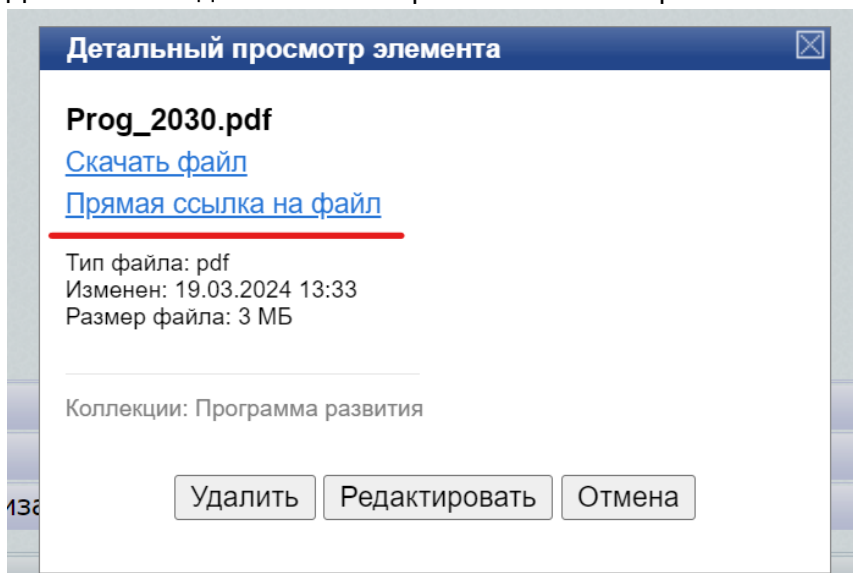 Детальный просмотр элемента
Prog_2030.pdf
Скачать файл
Прямая ссылка на файл
Тип файла: pdf
Изменен: 19.03.2024 13:33
Размер файла: 3 МБ
Коллекции: Программа развития
Удалить Редактировать Отмена